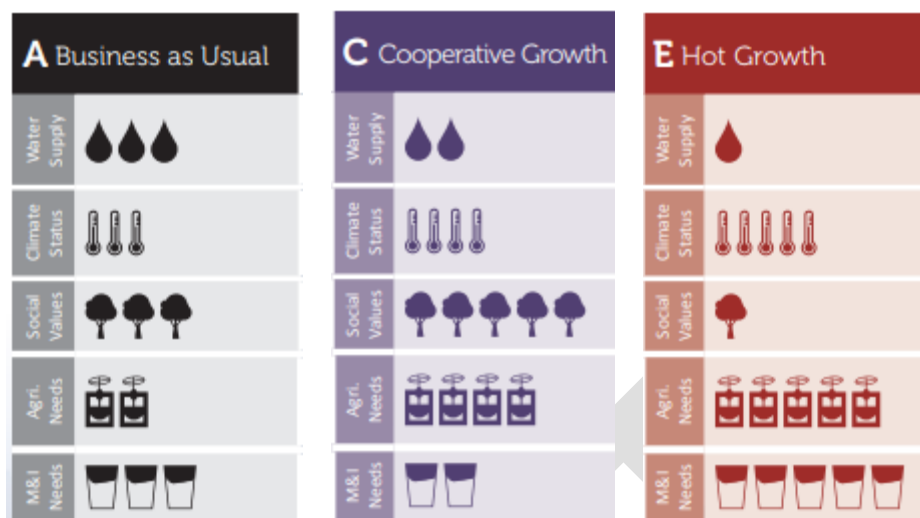 A Business as Usual
Water
Supply
Climate
Status
Social
Values
Agri.
Needs
M&I
Needs
C Cooperative Growth
Water
Supply
Climate
Status
Social
Values
Agri.
Needs
M&I
Needs
E Hot Growth
Water
Supply
Climate
Status
Social
Values
Agri.
Needs
M&I
Needs